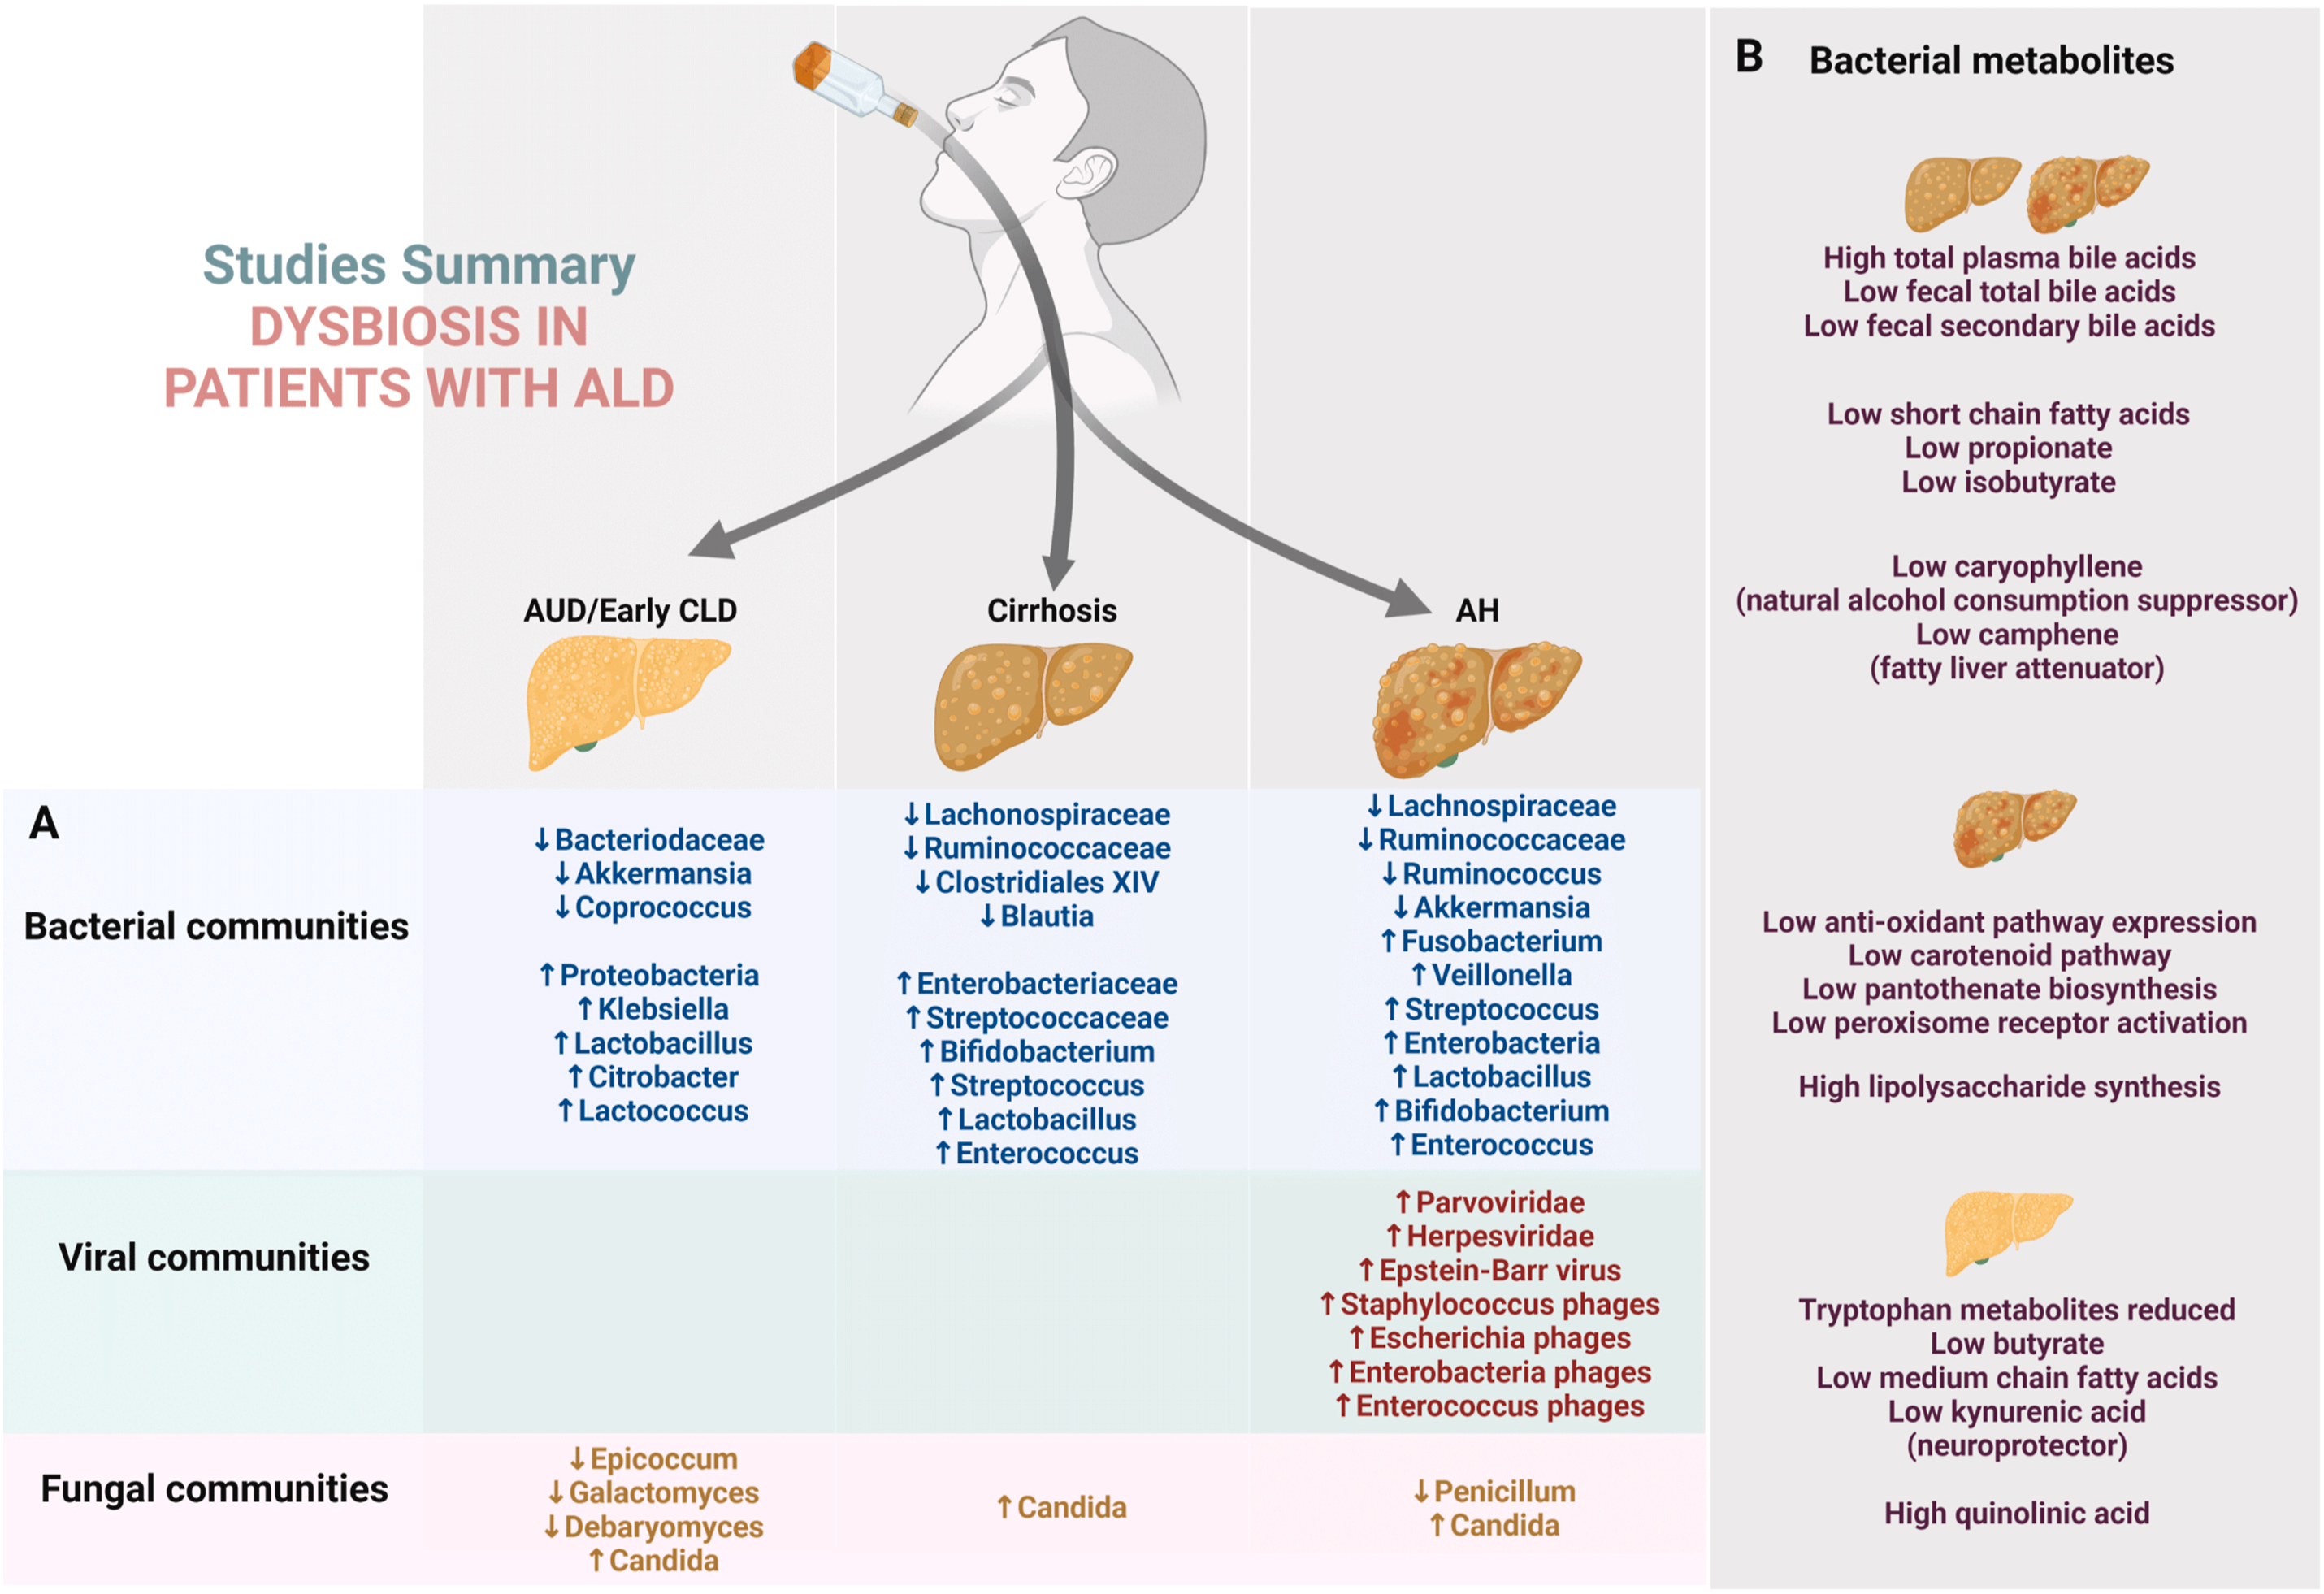 Studies Summary
DYSBIOSIS IN
PATIENTS WITH ALD
AUD/Early CLD
Cirrhosis
AH
A
Bacterial communities
↓Bacteriodaceae
↓Akkermansia
↓Coprococcus
↑Proteobacteria
↑Klebsiella
↑Lactobacillus
↑Citrobacter
↑Lactococcus
↓Lachonospiraceae
↓Ruminococcaceae
↓Clostridiales XIV
↓Blautia
↑Enterobacteriaceae
↑Streptococcaceae
↑Bifidobacterium
↑Streptococcus
↑Lactobacillus
↑Enterococcus
↓Lachnospiraceae
↓Ruminococcaceae
↓Ruminococcus
↓Akkermansia
↑Fusobacterium
↑Veillonella
↑Streptococcus
↑Enterobacteria
↑Lactobacillus
↑Bifidobacterium
↑Enterococcus
Viral communities
↑Parvoviridae
↑Herpesviridae
↑Epstein-Barr virus
↑Staphylococcus phages
↑Escherichia phages
↑Enterobacteria phages
↑Enterococcus phages
Fungal communities
↓Epicoccum
↓Galactomyces
↓Debaryomyces
↑Candida
↑Candida
↓Penicillum
↑Candida
B
Bacterial metabolites
High total plasma bile acids
Low fecal total bile acids
Low fecal secondary bile acids
Low short chain fatty acids
Low propionate
Low isobutyrate
Low caryophyllene
(natural alcohol consumption suppressor)
Low camphene
(fatty liver attenuator)
Low anti-oxidant pathway expression
Low carotenoid pathway
Low pantothenate biosynthesis
Low peroxisome receptor activation
High lipolysaccharide synthesis
Tryptophan metabolites reduced
Low butyrate
Low medium chain fatty acids
Low kynurenic acid
(neuroprotector)
High quinolinic acid